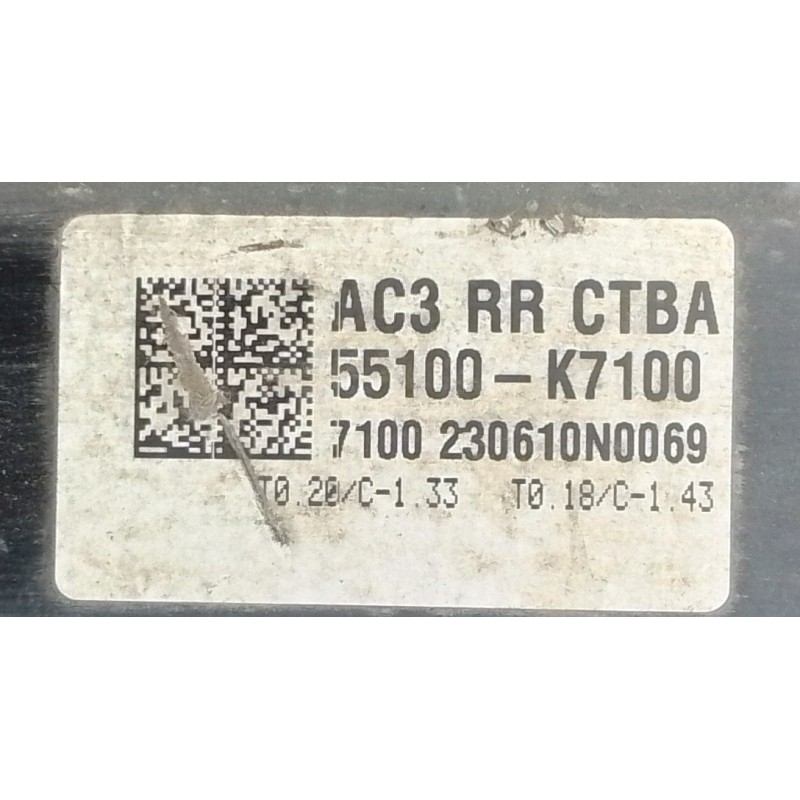 AC3 RR CTBA
55100-K7100
7100 230610N0069
T0.20/C-1.33 T0.18/C-1.43